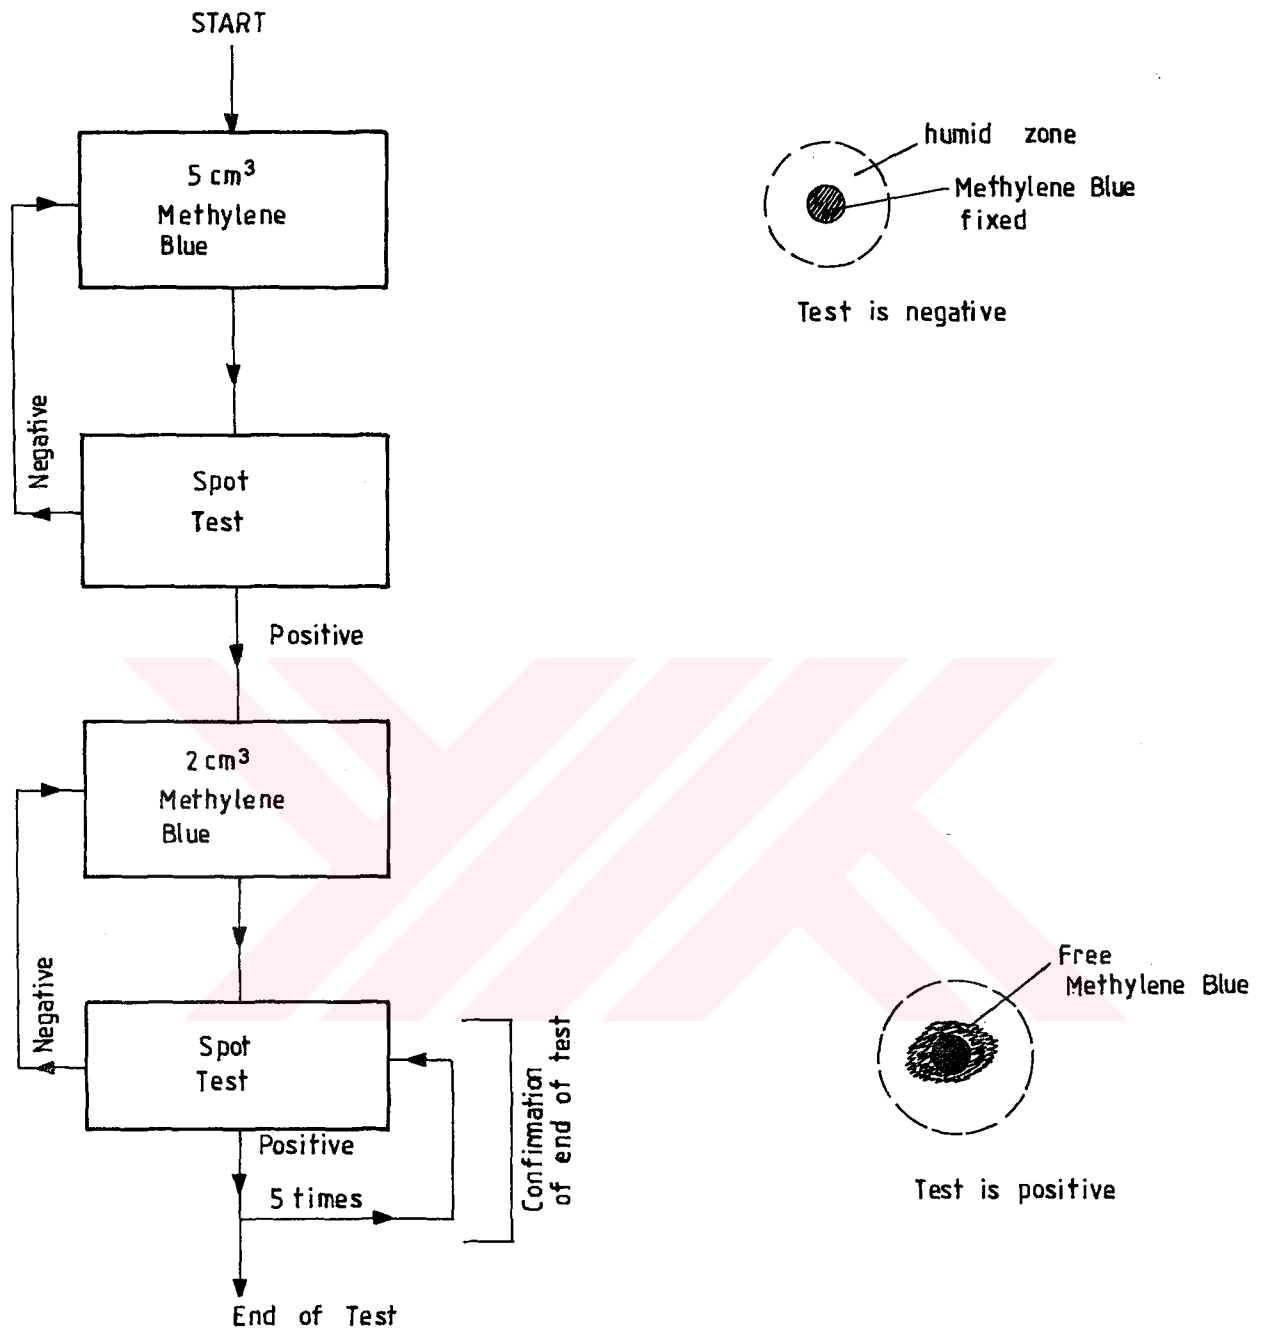 START
5 cm³
Methylene
Blue
Negative
Spot
Test
Positive
2 cm³
Methylene
Blue
Negative
Spot
Test
Positive
5 times
Confirmation
of end of test
End of Test
humid zone
Methylene Blue
fixed
Test is negative
Free
Methylene Blue
Test is positive